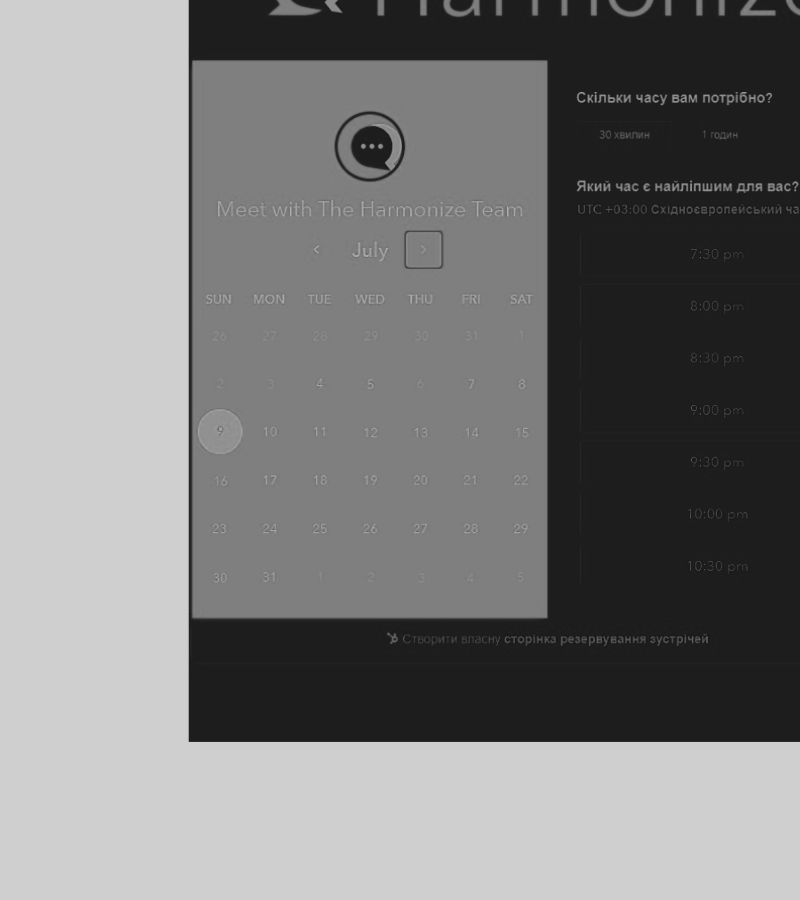 Harmonize
Meet with The Harmonize Team
July
SUN MON TUE WED THU FRI SAT
26 27 28 29 30 31 1
2 3 4 5 6 7 8
9 10 11 12 13 14 15
16 17 18 19 20 21 22
23 24 25 26 27 28 29
30 31 1 2 3 4 5
Скільки часу вам потрібно?
30 хвилин 1 годин
Який час є найліпшим для вас?
UTC +03:00 Східноєвропейський ча
7:30 pm
8:00 pm
8:30 pm
9:00 pm
9:30 pm
10:00 pm
10:30 pm
Створити власну сторінка резервування зустрічей